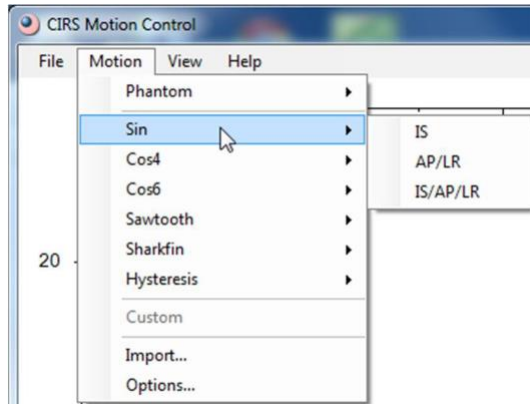 CIRS Motion Control
File Motion View Help
Phantom
Sin
Cos4
Cos6
Sawtooth
Sharkfin
Hysteresis
Custom
Import...
Options...
IS
AP/LR
IS/AP/LR
20